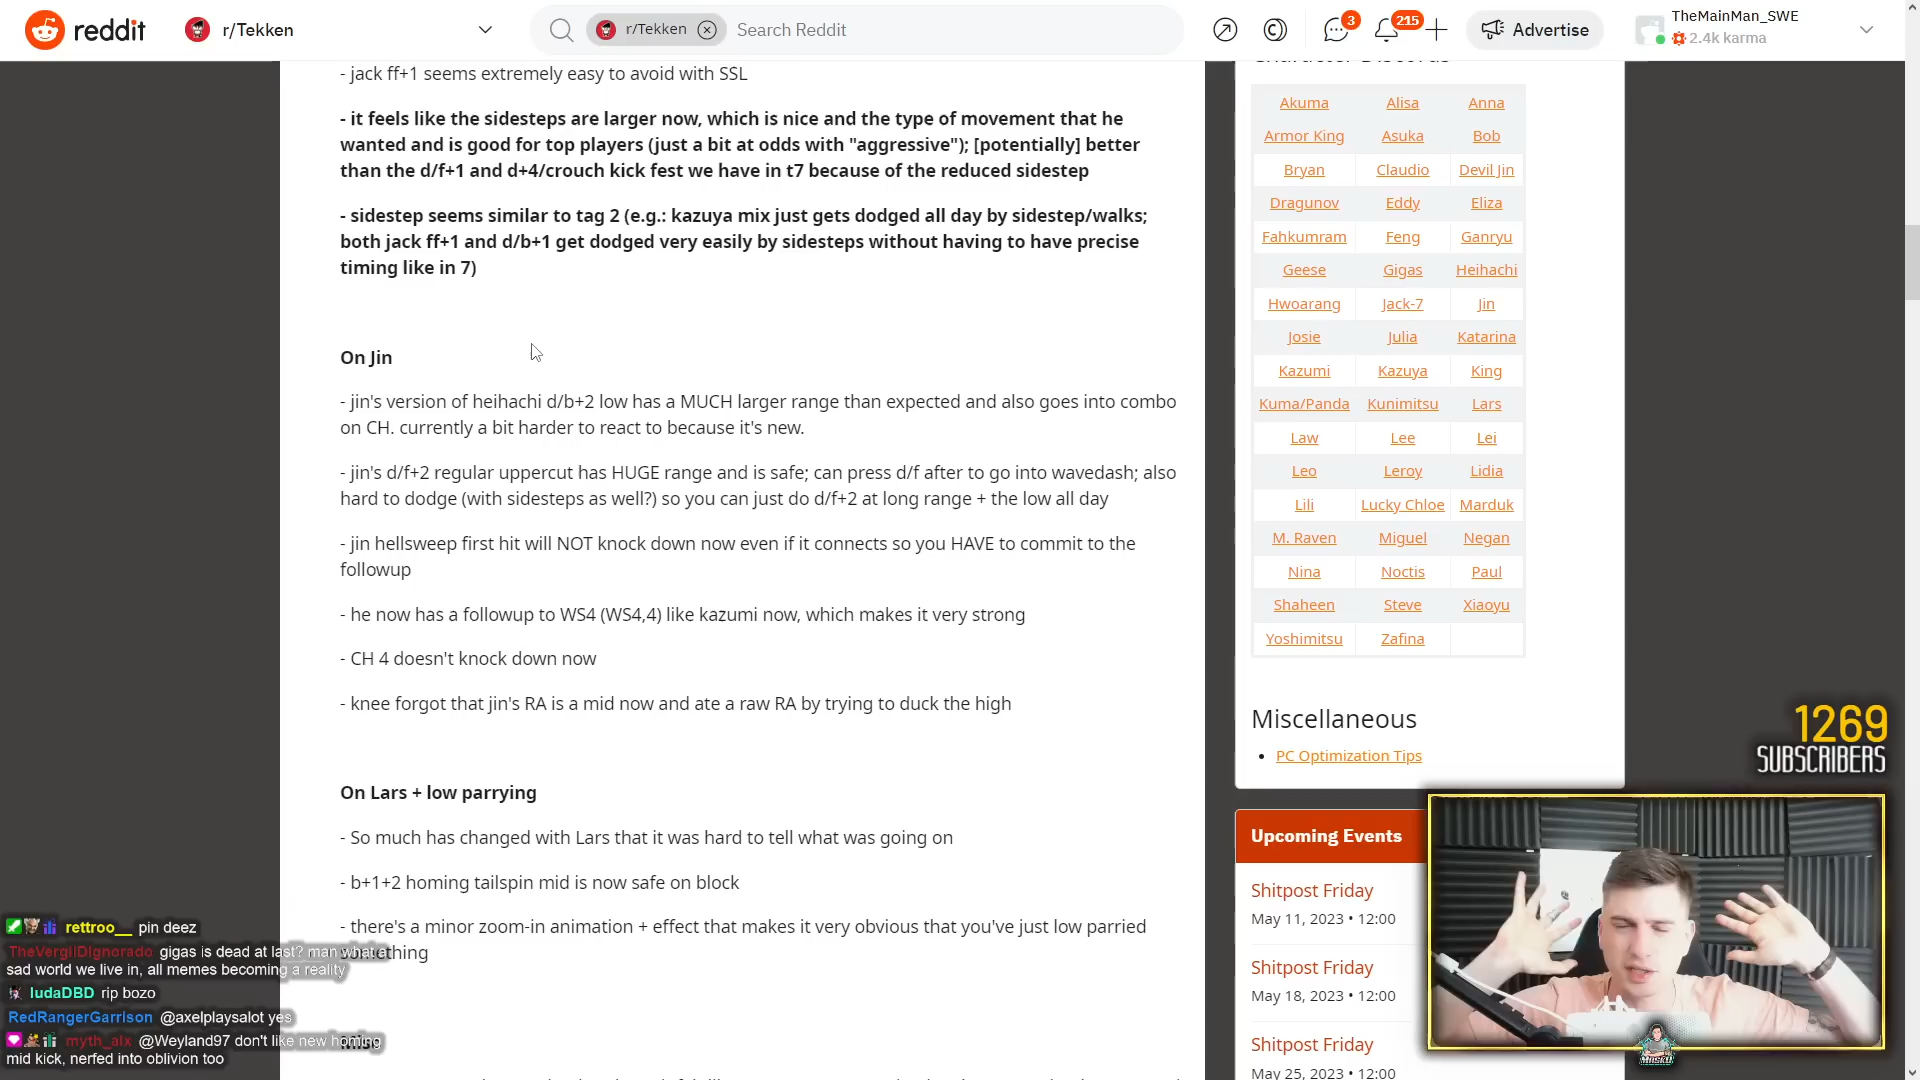 reddit
r/Tekken
r/Tekken
Search Reddit
3
215
Advertise
TheMainMan_SWE
2.4k karma
- jack ff+1 seems extremely easy to avoid with SSL
- it feels like the sidesteps are larger now, which is nice and the type of movement that he
wanted and is good for top players (just a bit at odds with "aggressive"); [potentially] better
than the d/f+1 and d+4/crouch kick fest we have in t7 because of the reduced sidestep
- sidestep seems similar to tag 2 (e.g.: kazuya mix just gets dodged all day by sidestep/walks;
both jack ff+1 and d/b+1 get dodged very easily by sidesteps without having to have precise
timing like in 7)
On Jin
- jin's version of heihachi d/b+2 low has a MUCH larger range than expected and also goes into combo
on CH. currently a bit harder to react to because it's new.
- jin's d/f+2 regular uppercut has HUGE range and is safe; can press d/f after to go into wavedash; also
hard to dodge (with sidesteps as well?) so you can just do d/f+2 at long range + the low all day
- jin hellsweep first hit will NOT knock down now even if it connects so you HAVE to commit to the
followup
- he now has a followup to WS4 (WS4,4) like kazumi now, which makes it very strong
- CH 4 doesn't knock down now
- knee forgot that jin's RA is a mid now and ate a raw RA by trying to duck the high
On Lars + low parrying
- So much has changed with Lars that it was hard to tell what was going on
- b+1+2 homing tailspin mid is now safe on block
- there's a minor zoom-in animation + effect that makes it very obvious that you've just low parried
Akuma Alisa Anna
Armor King Asuka Bob
Bryan Claudio Devil Jin
Dragunov Eddy Eliza
Fahkumram Feng Ganryu
Geese Gigas Heihachi
Hwoarang Jack-7 Jin
Josie Julia Katarina
Kazumi Kazuya King
Kuma/Panda Kunimitsu Lars
Law Lee Lei
Leo Leroy Lidia
Lili Lucky Chloe Marduk
M. Raven Miguel Negan
Nina Noctis Paul
Shaheen Steve Xiaoyu
Yoshimitsu Zafina
Miscellaneous
• PC Optimization Tips
Upcoming Events
Shitpost Friday
May 11, 2023 • 12:00
Shitpost Friday
May 18, 2023 • 12:00
Shitpost Friday
May 25, 2023 • 12:00
1269
SUBSCRIBERS
rettroo__ pin deez
TheVergilDIgnorado gigas is dead at last? man what a
sad world we live in, all memes becoming a reality
ludaDBD rip bozo
RedRangerGarrison @axelplaysalot yes
myth_alx @Weyland97 don't like new homing
mid kick, nerfed into oblivion too